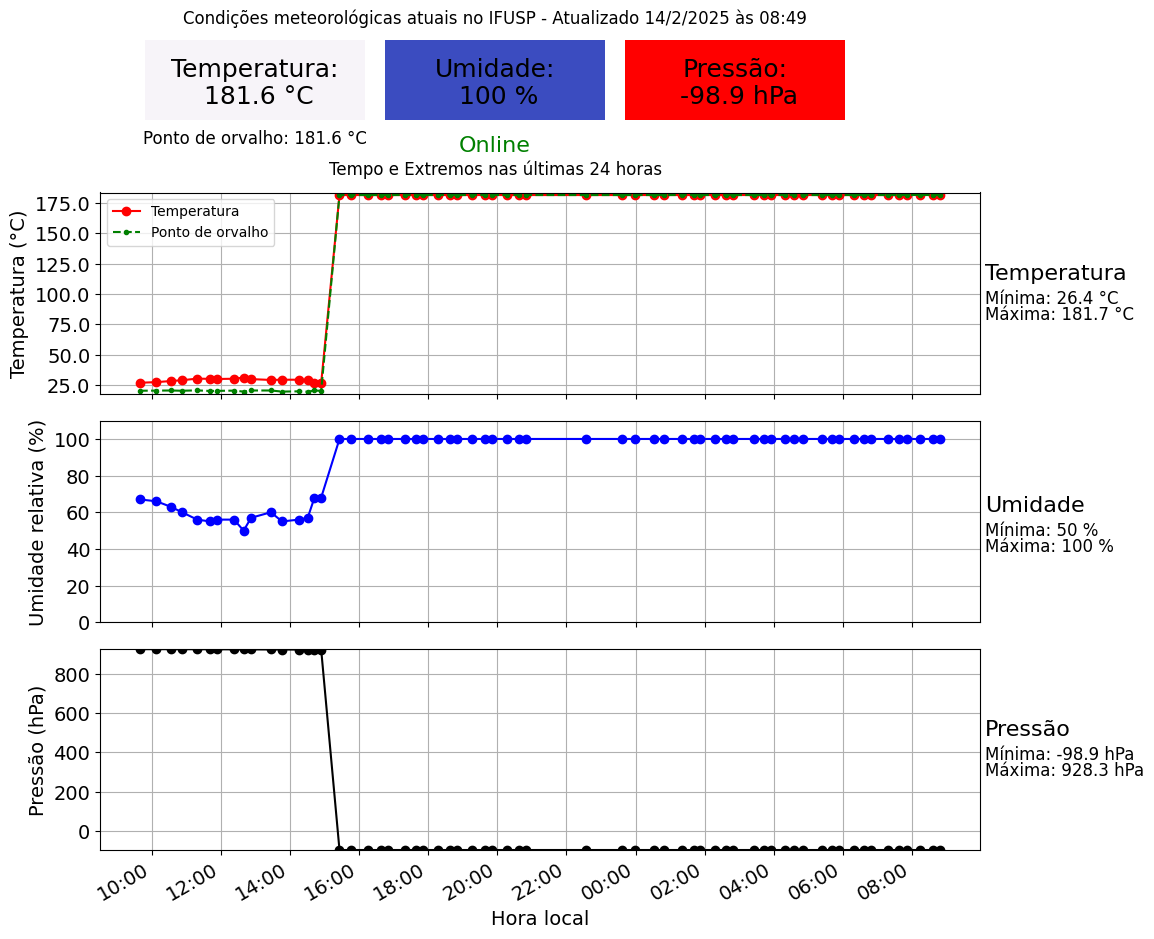 Condições meteorológicas atuais no IFUSP - Atualizado 14/2/2025 às 08:49
Temperatura:
181.6 °C
Umidade:
100 %
Pressão:
-98.9 hPa
Ponto de orvalho: 181.6 °C
Online
Tempo e Extremos nas últimas 24 horas
Temperatura (°C)
175.0
150.0
125.0
100.0
75.0
50.0
25.0
Temperatura
Ponto de orvalho
Temperatura
Mínima: 26.4 °C
Máxima: 181.7 °C
Umidade relativa (%)
100
80
60
40
20
0
Umidade
Mínima: 50 %
Máxima: 100 %
Pressão (hPa)
800
600
400
200
0
Pressão
Mínima: -98.9 hPa
Máxima: 928.3 hPa
10:00 12:00 14:00 16:00 18:00 20:00 22:00 00:00 02:00 04:00 06:00 08:00
Hora local